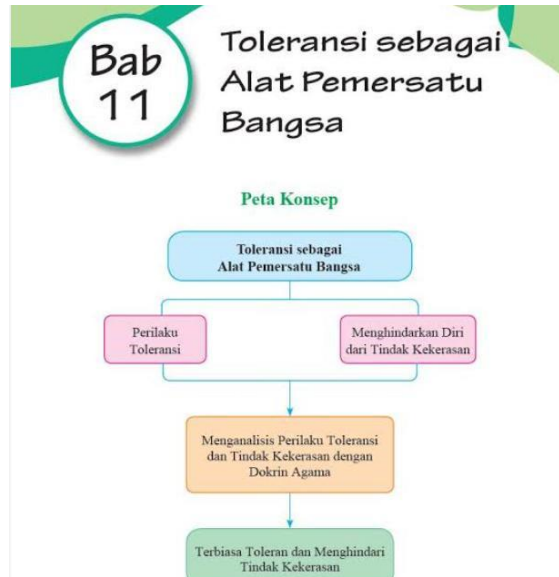 Bab
11
Toleransi sebagai
Alat Pemersatu
Bangsa
Peta Konsep
Toleransi sebagai
Alat Pemersatu Bangsa
Perilaku
Toleransi
Menghindarkan Diri
dari Tindak Kekerasan
Menganalisis Perilaku Toleransi
dan Tindak Kekerasan dengan
Dokrin Agama
Terbiasa Toleran dan Menghindari
Tindak Kekerasan